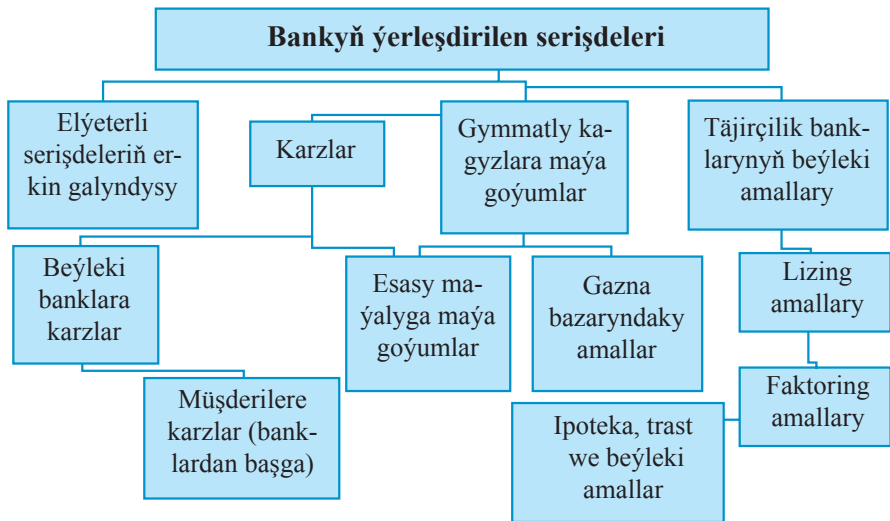 Bankyň ýerleşdirilen serişdeleri
Elýeterli
serişdeleriň er-
kin galyndysy
Karzlar
Gymmatly ka-
gyzlara maýa
goýumlar
Täjirçilik bank-
larynyň beýleki
amallary
Beýleki
banklara
karzlar
Esasy ma-
ýalyga maýa
goýumlar
Gazna
bazaryndaky
amallar
Lizing
amallary
Müşderilere
karzlar (bank-
lardan başga)
Ipoteka, trast
we beýleki
amallar
Faktoring
amallary